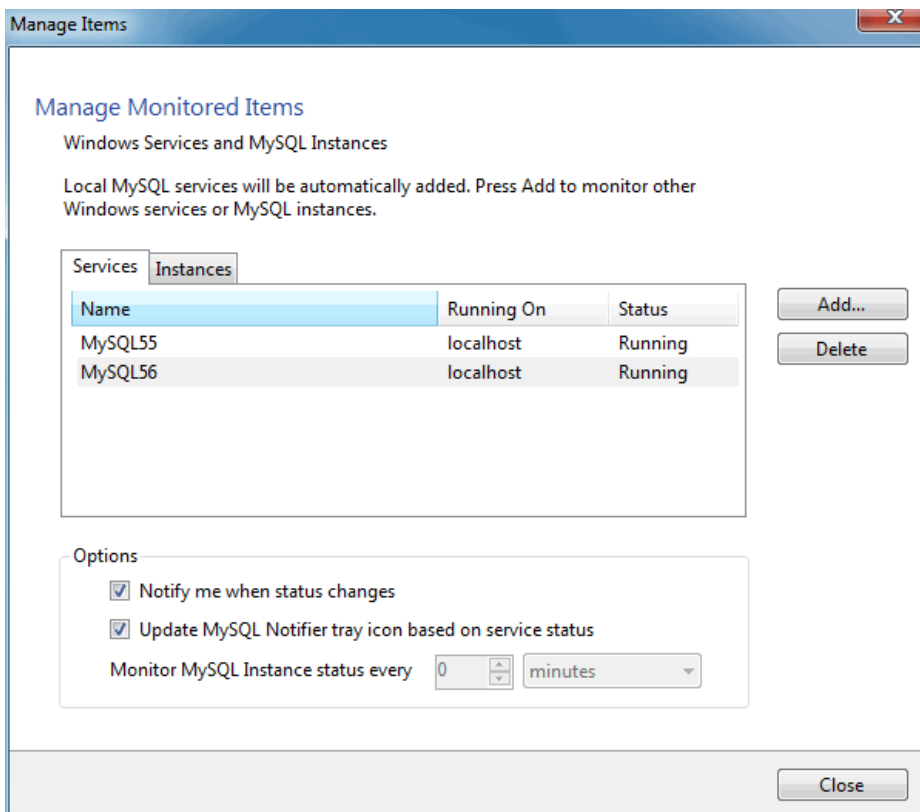 Manage Items
Manage Monitored Items
Windows Services and MySQL Instances
Local MySQL services will be automatically added. Press Add to monitor other
Windows services or MySQL instances.
Services Instances
Name Running On Status
MySQL55 localhost Running
MySQL56 localhost Running
Add...
Delete
Options
Notify me when status changes
Update MySQL Notifier tray icon based on service status
Monitor MySQL Instance status every 0 minutes
Close